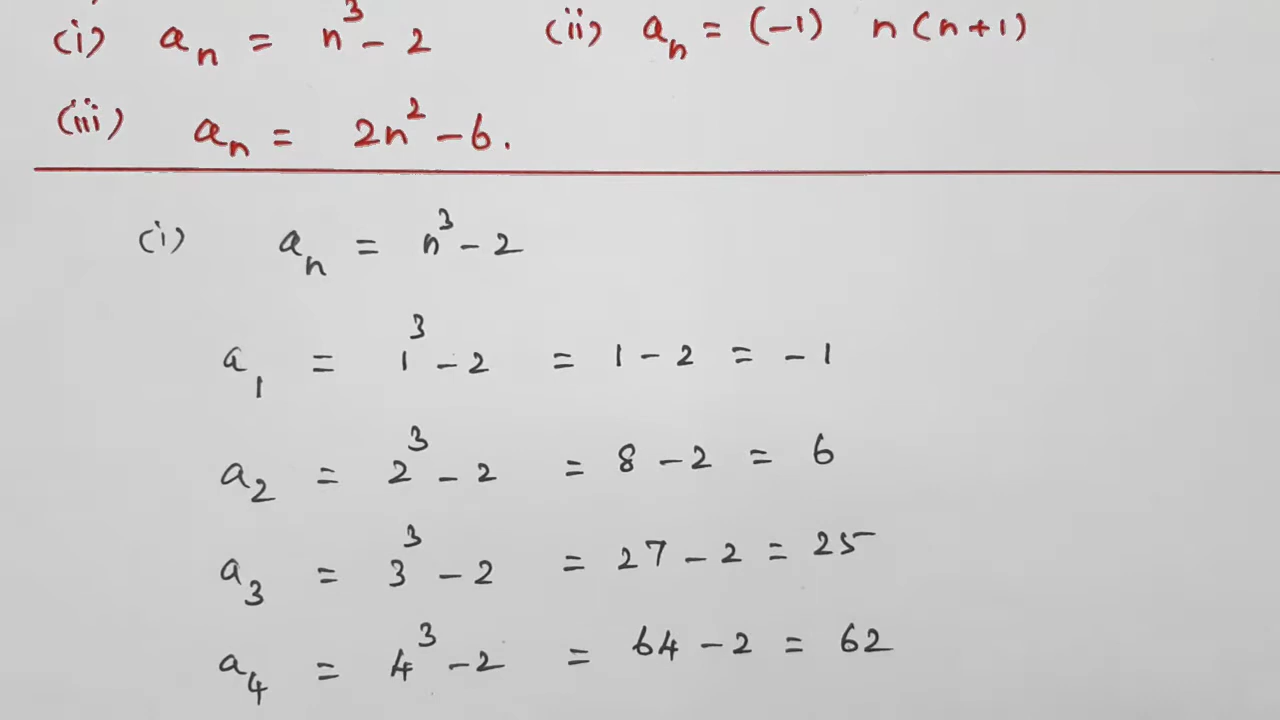 (i) aₙ = n³ - 2 (ii) aₙ = (-1) n (n+1)
(iii) aₙ = 2n² - 6.
(i) aₙ = n³ - 2
a₁ = 1³ - 2 = 1 - 2 = -1
a₂ = 2³ - 2 = 8 - 2 = 6
a₃ = 3³ - 2 = 27 - 2 = 25
a₄ = 4³ - 2 = 64 - 2 = 62